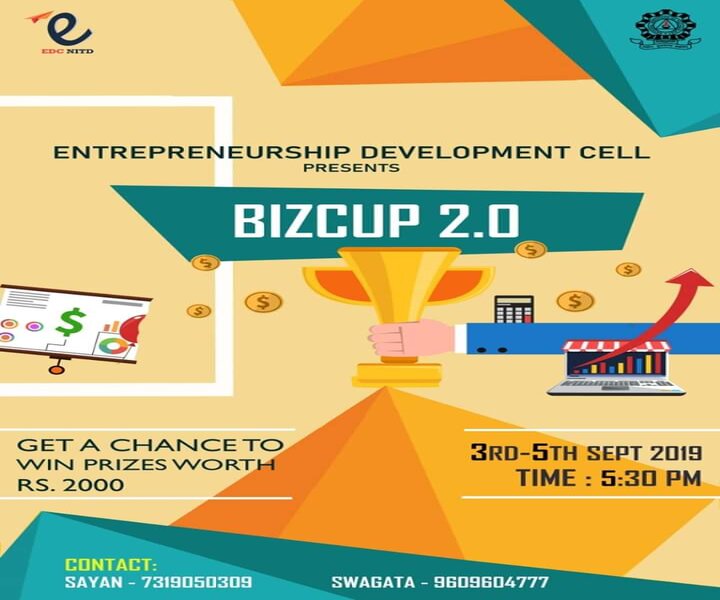 EDC NITD
ENTREPRENEURSHIP DEVELOPMENT CELL
PRESENTS
BIZCUP 2.0
GET A CHANCE TO
WIN PRIZES WORTH
RS. 2000
3RD-5TH SEPT 2019
TIME : 5:30 PM
CONTACT:
SAYAN - 7319050309
SWAGATA - 9609604777